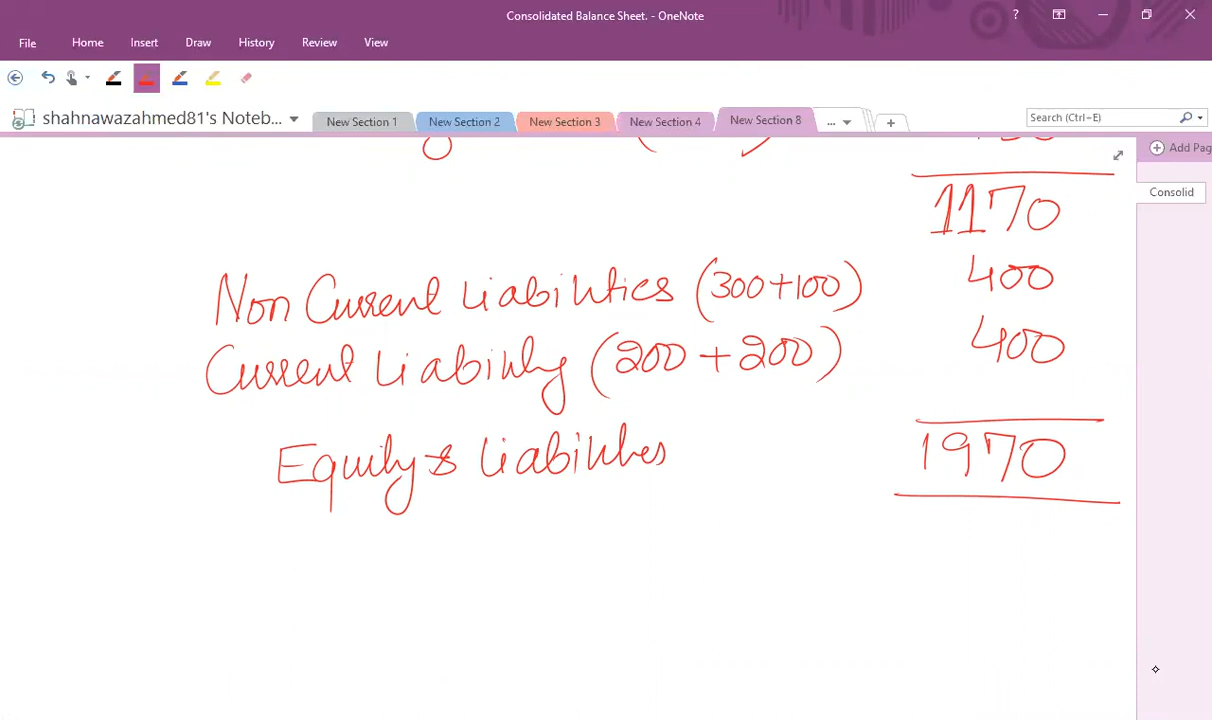 Consolidated Balance Sheet. - OneNote
?
File Home Insert Draw History Review View
shahnawazahmed81's Noteb... New Section 1 New Section 2 New Section 3 New Section 4 New Section 8 ... Search (Ctrl+E)
Add Pag
Consolid
1170
Non Current Liabilities (300+100) 400
Current Liability (200 + 200) 400
Equity & Liabilities 1970